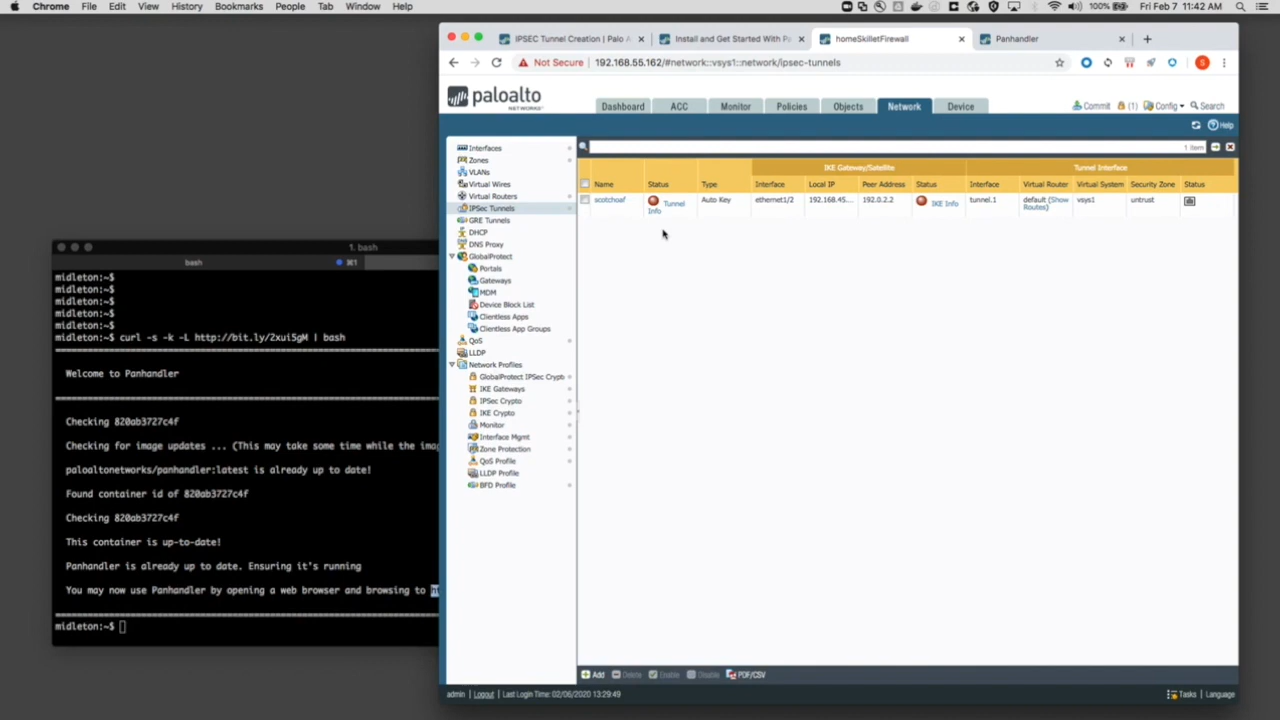 Chrome File Edit View History Bookmarks People Tab Window Help 100% Fri Feb 7 11:42 AM
IPSEC Tunnel Creation | Palo A
Install and Get Started With Pa
homeSkilletFirewall
Panhandler
Not Secure 192.168.55.162/#network::vsys1::network/ipsec-tunnels
paloalto
NETWORKS
Dashboard ACC Monitor Policies Objects Network Device
Commit (1) Config Search
Help
Interfaces
Zones
VLANs
Virtual Wires
Virtual Routers
IPSec Tunnels
GRE Tunnels
DHCP
DNS Proxy
GlobalProtect
Portals
Gateways
MDM
Device Block List
Clientless Apps
Clientless App Groups
QoS
LLDP
Network Profiles
GlobalProtect IPSec Crypto
IKE Gateways
IPSec Crypto
IKE Crypto
Monitor
Interface Mgmt
Zone Protection
QoS Profile
LLDP Profile
BFD Profile
1 item
IKE Gateway/Satellite Tunnel Interface
Name Status Type Interface Local IP Peer Address Status Interface Virtual Router Virtual System Security Zone Status
scotchoaf Tunnel Auto Key ethernet1/2 192.168.45.... 192.0.2.2 IKE Info tunnel.1 default (Show vsys1 untrust
Info Routes)
Add Delete Enable Disable PDF/CSV
admin | Logout | Last Login Time: 02/06/2020 13:29:49
Tasks | Language
1. bash
bash ⌘1
midleton:~$
midleton:~$
midleton:~$
midleton:~$
midleton:~$
midleton:~$ curl -s -k -L http://bit.ly/2xui5gM | bash
Welcome to Panhandler
Checking 820ab3727c4f
Checking for image updates ... (This may take some time while the imag
paloaltonetworks/panhandler:latest is already up to date!
Found container id of 820ab3727c4f
Checking 820ab3727c4f
This container is up-to-date!
Panhandler is already up to date. Ensuring it's running
You may now use Panhandler by opening a web browser and browsing to
midleton:~$